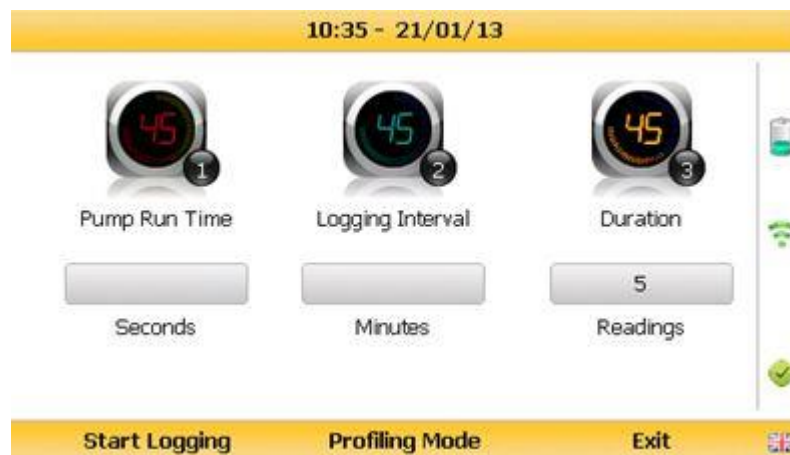 10:35 - 21/01/13
45 45 45
1 2 3
Pump Run Time Logging Interval Duration
5
Seconds Minutes Readings
Start Logging Profiling Mode Exit